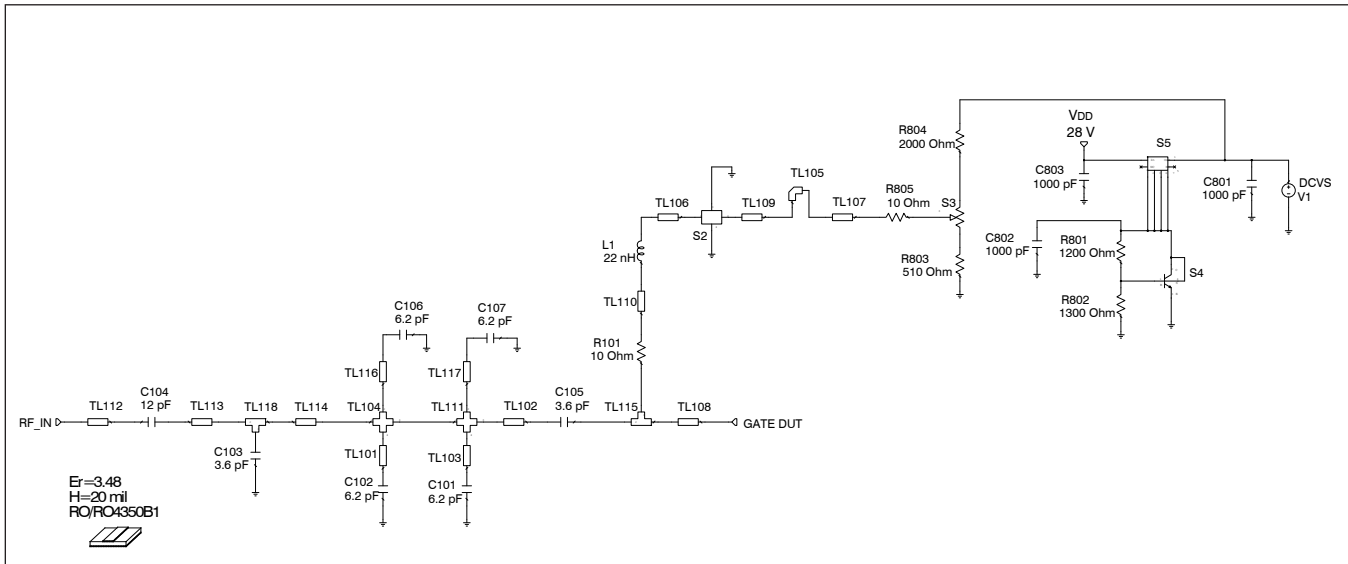 VDD
28 V
S5
R804
2000 Ohm
C803
1000 pF
C801
1000 pF
DCVS
V1
TL105
R805
10 Ohm
S3
TL106
TL109
TL107
S2
C802
1000 pF
R801
1200 Ohm
S4
L1
22 nH
R803
510 Ohm
R802
1300 Ohm
TL110
C106
6.2 pF
C107
6.2 pF
R101
10 Ohm
TL116
TL117
C104
12 pF
C105
3.6 pF
RF_IN
TL112
TL113
TL118
TL114
TL104
TL111
TL102
TL115
TL108
GATE DUT
C103
3.6 pF
TL101
TL103
C102
6.2 pF
C101
6.2 pF
Er=3.48
H=20 mil
RO/RO4350B1